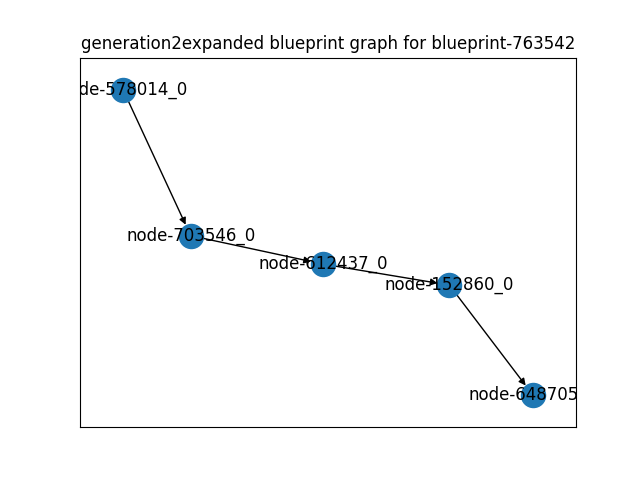 generation2expanded blueprint graph for blueprint-763542
de-578014_0
node-703546_0
node-612437_0
node-152860_0
node-648705